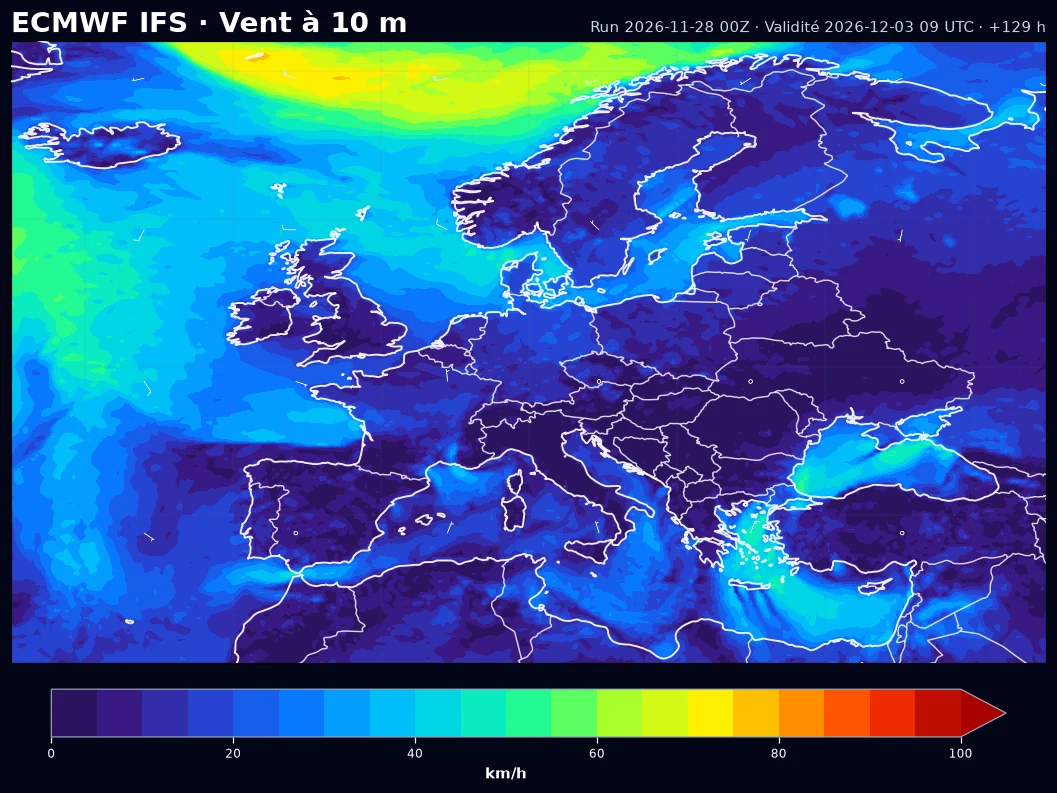 ECMWF IFS · Vent à 10 m
Run 2026-11-28 00Z · Validité 2026-12-03 09 UTC · +129 h
0 20 40 60 80 100
km/h